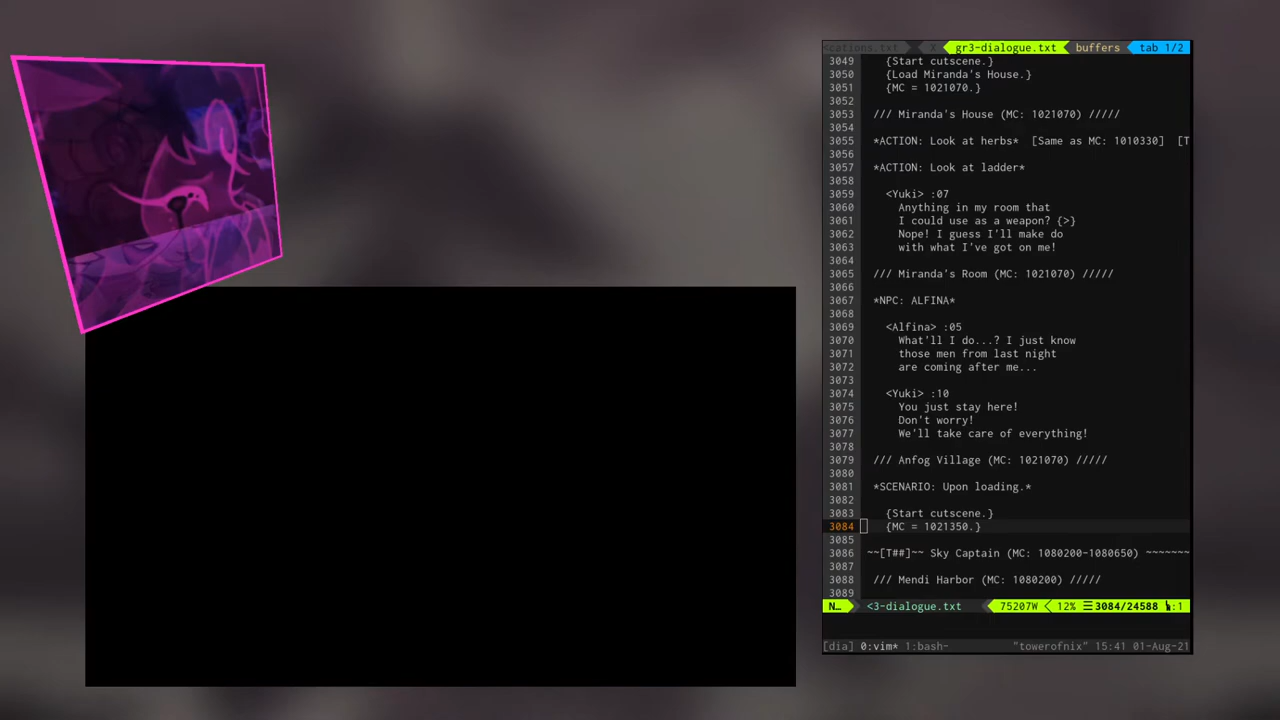 <cations.txt X gr3-dialogue.txt buffers tab 1/2
3049 {Start cutscene.}
3050 {Load Miranda's House.}
3051 {MC = 1021070.}
3052
3053 /// Miranda's House (MC: 1021070) /////
3054
3055 *ACTION: Look at herbs* [Same as MC: 1010330] [T
3056
3057 *ACTION: Look at ladder*
3058
3059 <Yuki> :07
3060 Anything in my room that
3061 I could use as a weapon? {>}
3062 Nope! I guess I'll make do
3063 with what I've got on me!
3064
3065 /// Miranda's Room (MC: 1021070) /////
3066
3067 *NPC: ALFINA*
3068
3069 <Alfina> :05
3070 What'll I do...? I just know
3071 those men from last night
3072 are coming after me...
3073
3074 <Yuki> :10
3075 You just stay here!
3076 Don't worry!
3077 We'll take care of everything!
3078
3079 /// Anfog Village (MC: 1021070) /////
3080
3081 *SCENARIO: Upon loading.*
3082
3083 {Start cutscene.}
3084 {MC = 1021350.}
3085
3086 ~~[T##]~~ Sky Captain (MC: 1080200-1080650) ~~~~~~~
3087
3088 /// Mendi Harbor (MC: 1080200) /////
3089
N… <3-dialogue.txt 75207W 12% ☰ 3084/24588 :1
[dia] 0:vim* 1:bash- "towerofnix" 15:41 01-Aug-21